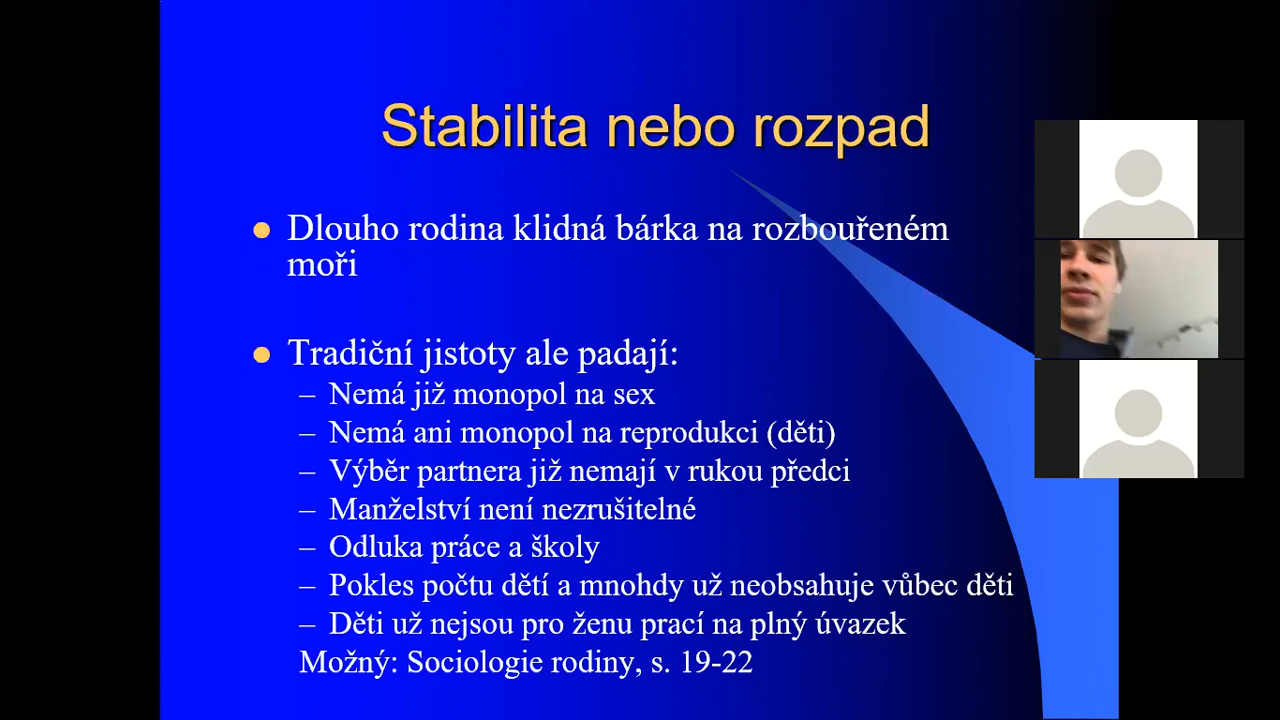 Stabilita nebo rozpad
Dlouho rodina klidná bárka na rozbouřeném
moři
Tradiční jistoty ale padají:
– Nemá již monopol na sex
– Nemá ani monopol na reprodukci (děti)
– Výběr partnera již nemají v rukou předci
– Manželství není nezrušitelné
– Odluka práce a školy
– Pokles počtu dětí a mnohdy už neobsahuje vůbec děti
– Děti už nejsou pro ženu prací na plný úvazek
Možný: Sociologie rodiny, s. 19-22